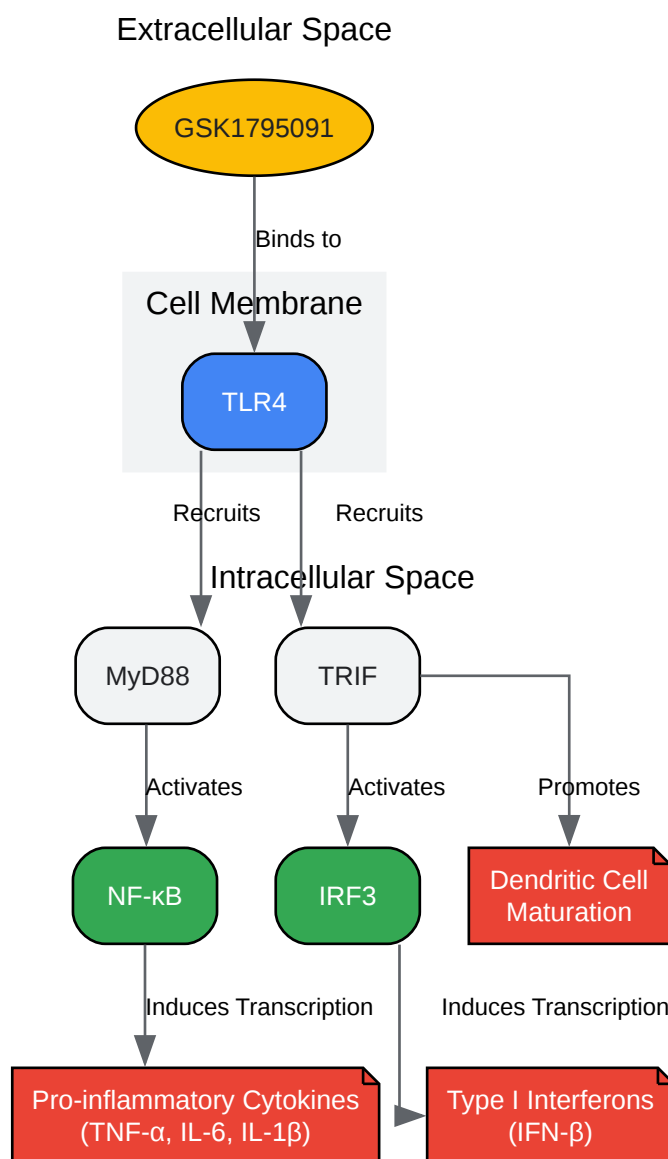 Extracellular Space
GSK1795091
Binds to
Cell Membrane
TLR4
Recruits
Recruits
Intracellular Space
MyD88
TRIF
Activates
Activates
Promotes
NF-κB
IRF3
Dendritic Cell
Maturation
Induces Transcription
Induces Transcription
Pro-inflammatory Cytokines
(TNF-α, IL-6, IL-1β)
Type I Interferons
(IFN-β)